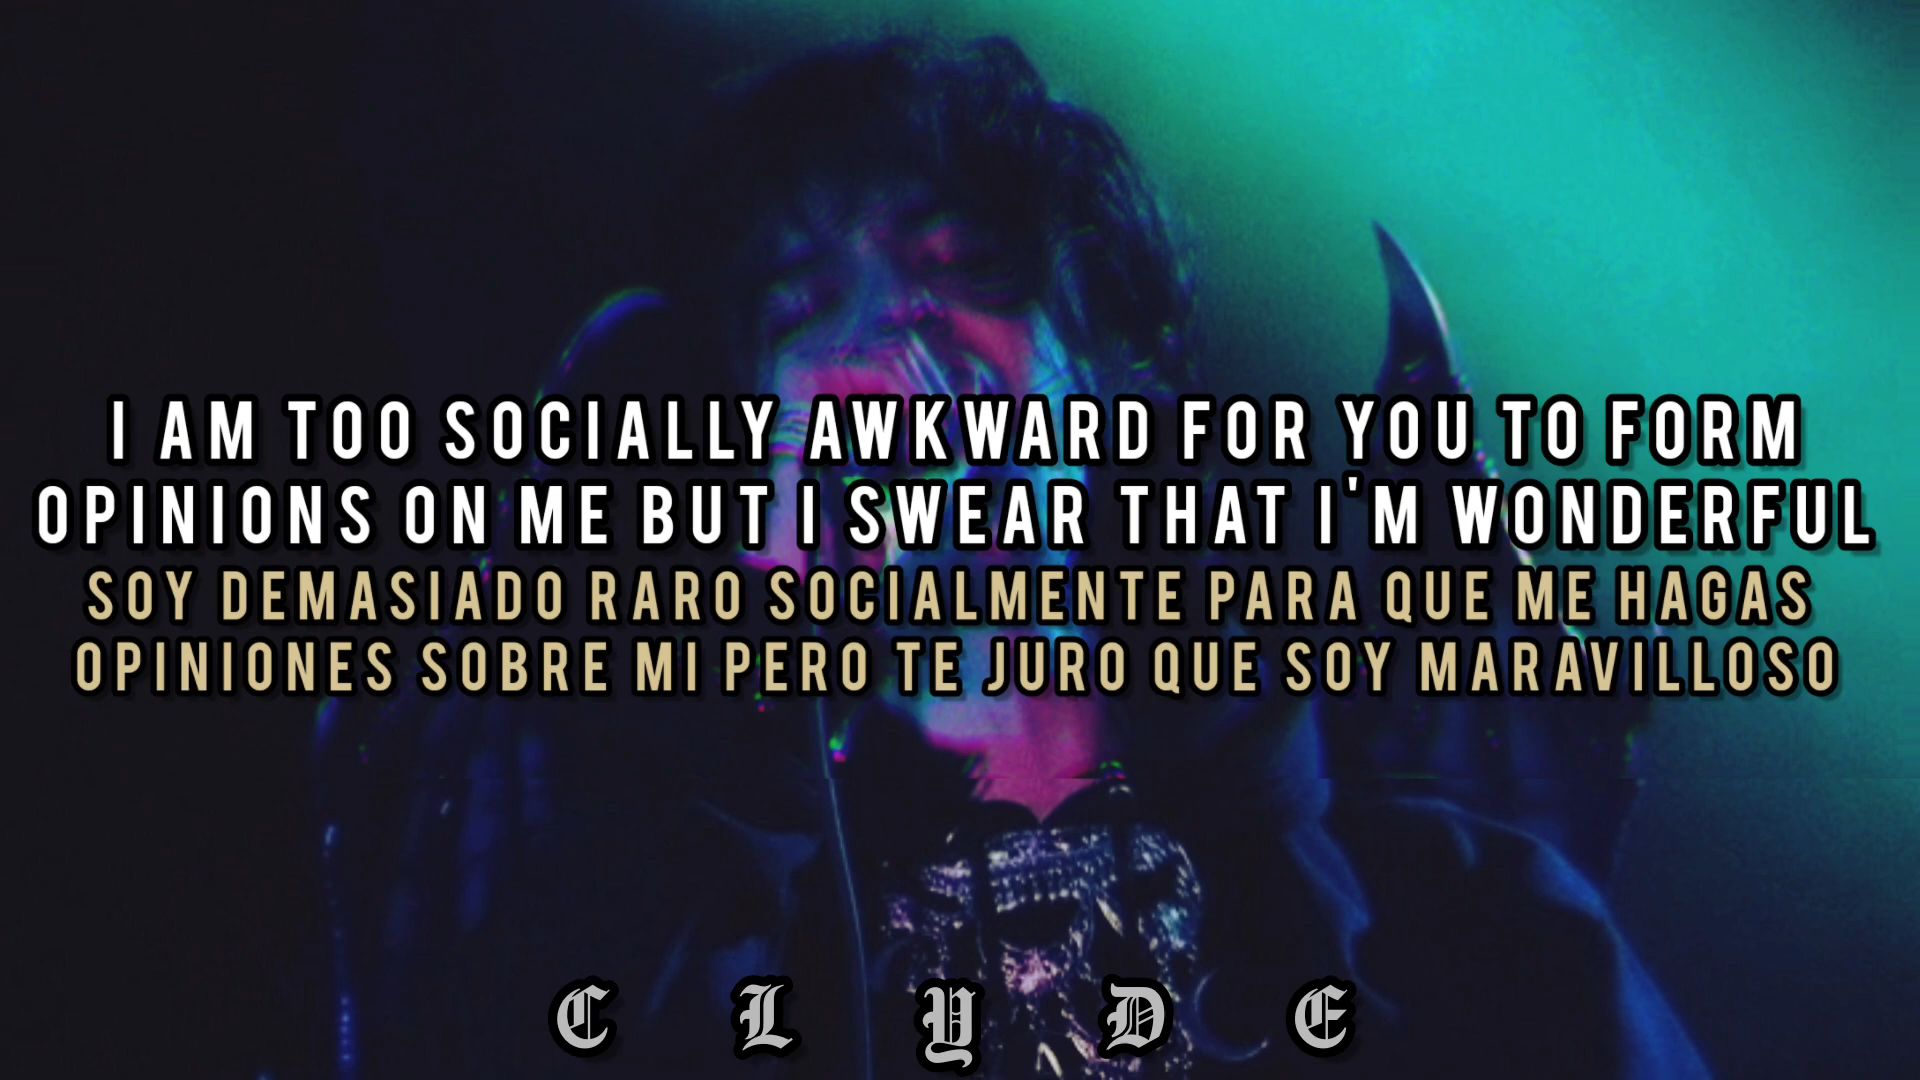 I AM TOO SOCIALLY AWKWARD FOR YOU TO FORM
OPINIONS ON ME BUT I SWEAR THAT I'M WONDERFUL
SOY DEMASIADO RARO SOCIALMENTE PARA QUE ME HAGAS
OPINIONES SOBRE MI PERO TE JURO QUE SOY MARAVILLOSO
CLYDE